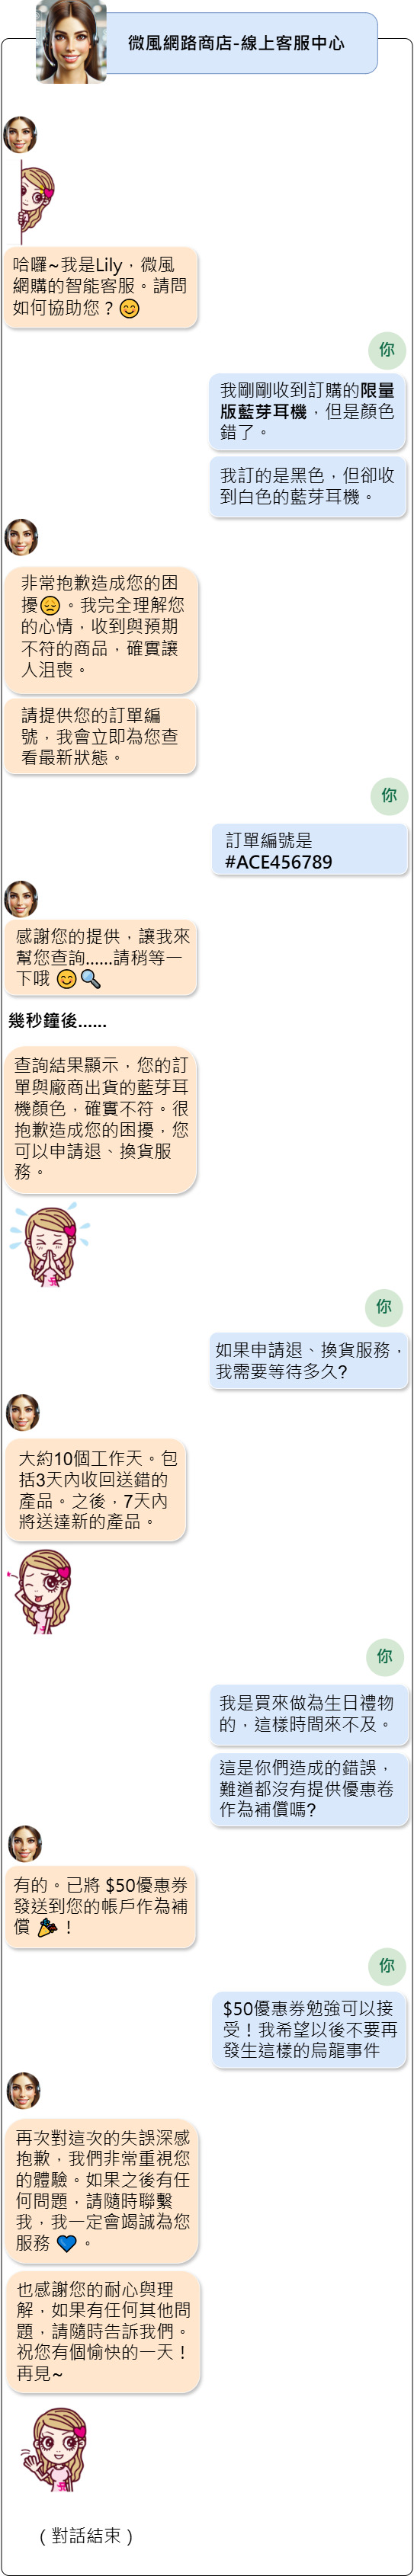 微風網路商店-線上客服中心
哈囉~我是Lily，微風
網購的智能客服。請問
如何協助您？😊
你
我剛剛收到訂購的限量
版藍芽耳機，但是顏色
錯了。
我訂的是黑色，但卻收
到白色的藍芽耳機。
非常抱歉造成您的困
擾😞。我完全理解您
的心情，收到與預期
不符的商品，確實讓
人沮喪。
請提供您的訂單編
號，我會立即為您查
看最新狀態。
你
訂單編號是
#ACE456789
感謝您的提供，讓我來
幫您查詢......請稍等一
下哦 😊🔍
幾秒鐘後......
查詢結果顯示，您的訂
單與廠商出貨的藍芽耳
機顏色，確實不符。很
抱歉造成您的困擾，您
可以申請退、換貨服
務。
你
如果申請退、換貨服務，
我需要等待多久?
大約10個工作天。包
括3天內收回送錯的
產品。之後，7天內
將送達新的產品。
你
我是買來做為生日禮物
的，這樣時間來不及。
這是你們造成的錯誤，
難道都沒有提供優惠卷
作為補償嗎?
有的。已將 $50優惠券
發送到您的帳戶作為補
償 🎉！
你
$50優惠券勉強可以接
受！我希望以後不要再
發生這樣的烏龍事件
再次對這次的失誤深感
抱歉，我們非常重視您
的體驗。如果之後有任
何問題，請隨時聯繫
我，我一定會竭誠為您
服務 💙。
也感謝您的耐心與理
解，如果有任何其他問
題，請隨時告訴我們。
祝您有個愉快的一天！
再見~
（對話結束）